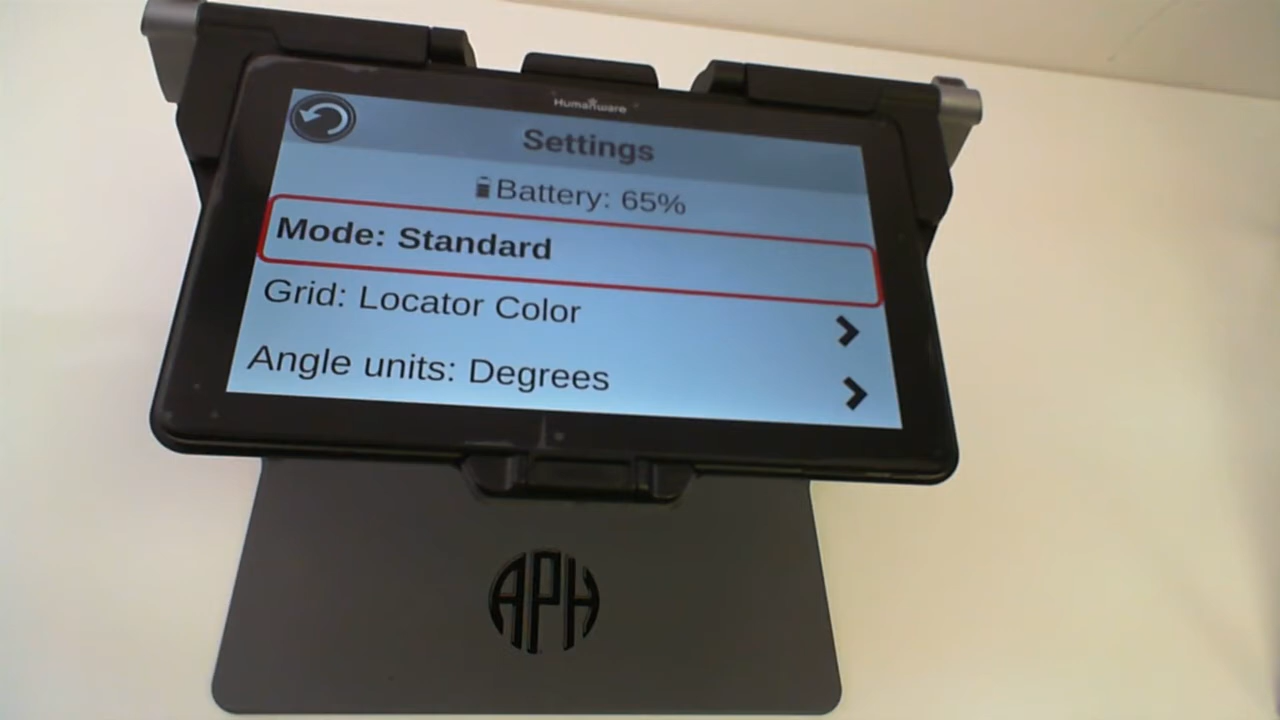 HumanWare
Settings
Battery: 65%
Mode: Standard
Grid: Locator Color
Angle units: Degrees
APH